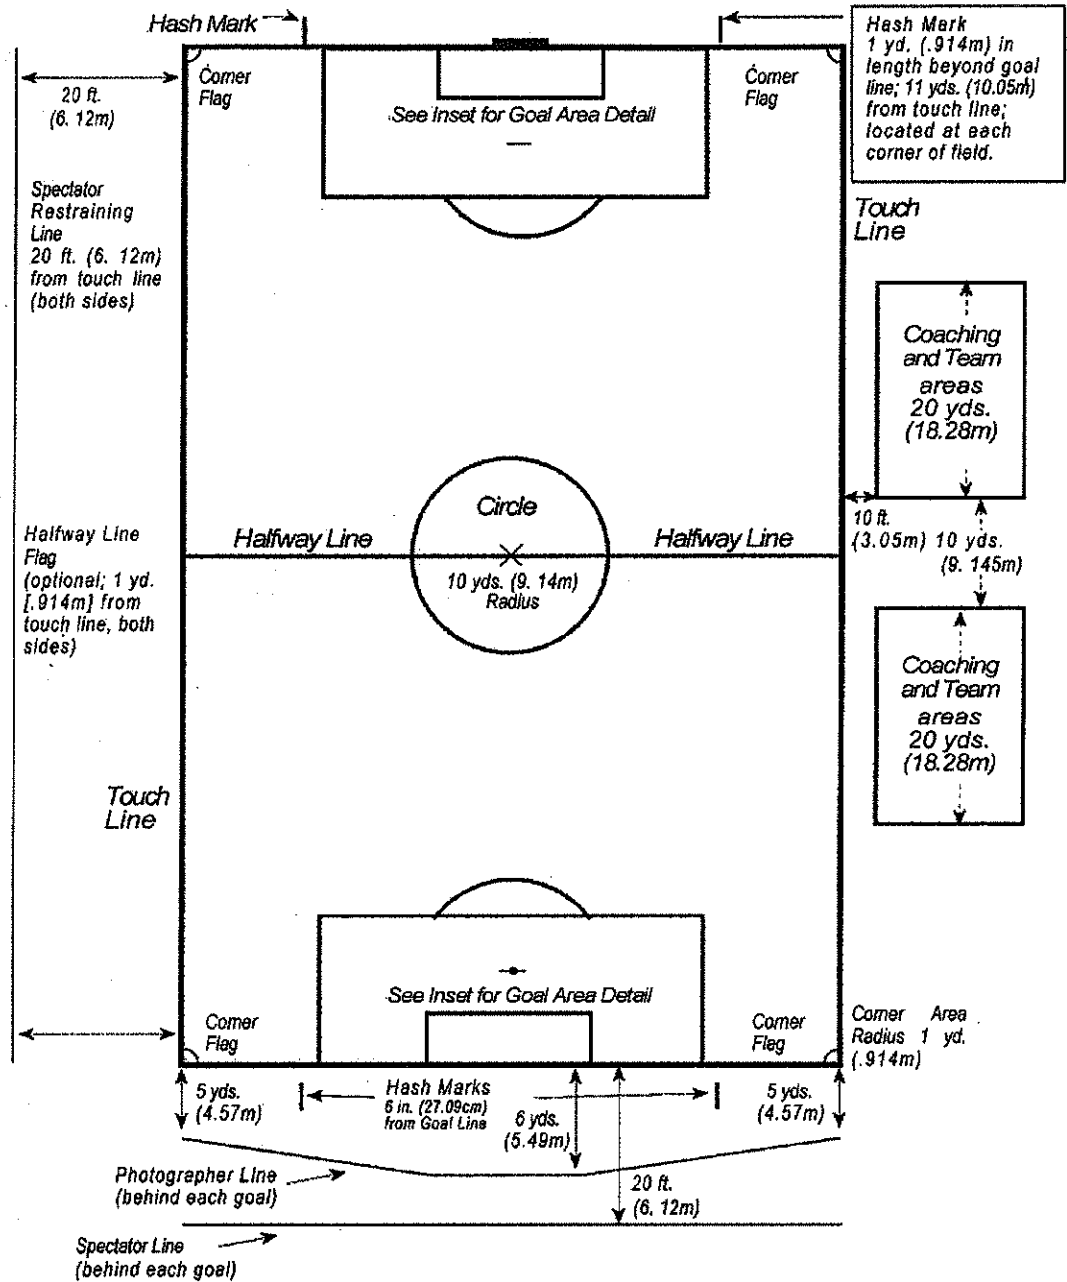 Hash Mark
Hash Mark
1 yd. (.914m) in
length beyond goal
line; 11 yds. (10.05m)
from touch line;
located at each
corner of field.
Corner
Flag
Corner
Flag
20 ft.
(6. 12m)
See Inset for Goal Area Detail
Spectator
Restraining
Line
20 ft. (6. 12m)
from touch line
(both sides)
Touch
Line
Coaching
and Team
areas
20 yds.
(18.28m)
Circle
Halfway Line
Halfway Line
10 yds. (9. 14m)
Radius
10 ft.
(3.05m)
10 yds.
(9. 145m)
Halfway Line
Flag
(optional; 1 yd.
[.914m] from
touch line, both
sides)
Coaching
and Team
areas
20 yds.
(18.28m)
Touch
Line
See Inset for Goal Area Detail
Corner
Flag
Corner
Flag
Corner Area
Radius 1 yd.
(.914m)
5 yds.
(4.57m)
Hash Marks
6 in. (27.09cm)
from Goal Line
6 yds.
(5.49m)
5 yds.
(4.57m)
Photographer Line
(behind each goal)
20 ft.
(6. 12m)
Spectator Line
(behind each goal)